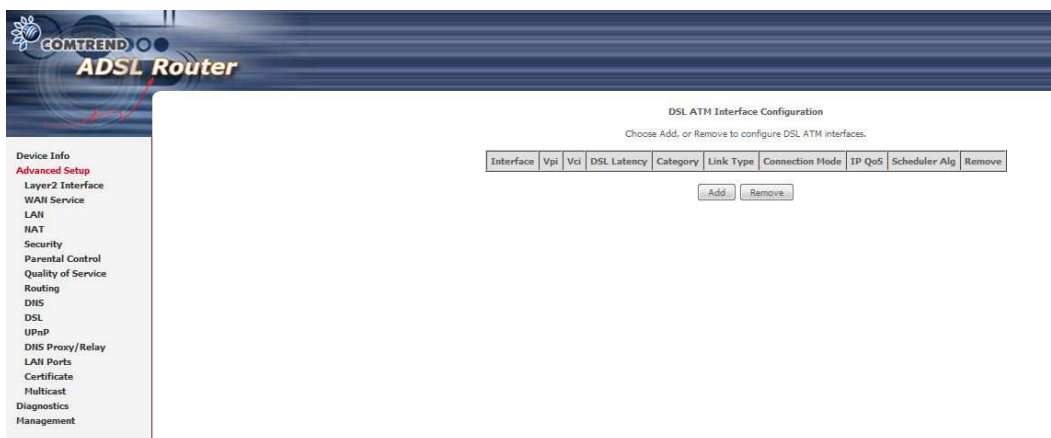 COMTREND
ADSL Router
DSL ATM Interface Configuration
Choose Add, or Remove to configure DSL ATM interfaces.
Interface Vpi Vci DSL Latency Category Link Type Connection Mode IP QoS Scheduler Alg Remove
Add Remove
Device Info
Advanced Setup
Layer2 Interface
WAN Service
LAN
NAT
Security
Parental Control
Quality of Service
Routing
DNS
DSL
UPnP
DNS Proxy/Relay
LAN Ports
Certificate
Multicast
Diagnostics
Management